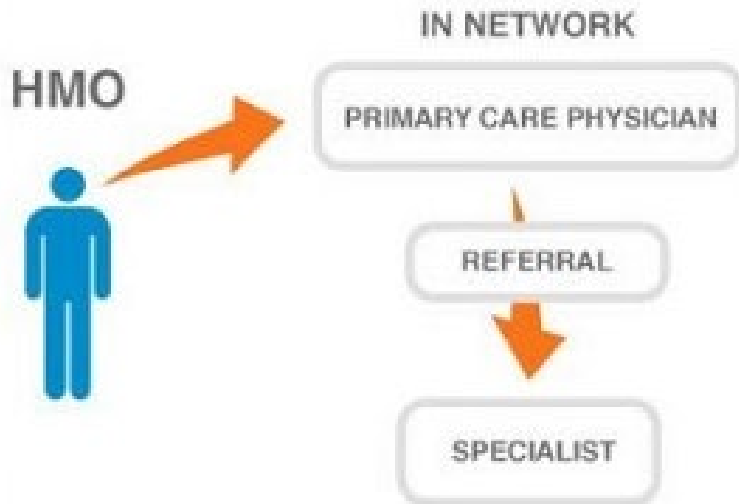 IN NETWORK
HMO
PRIMARY CARE PHYSICIAN
REFERRAL
SPECIALIST